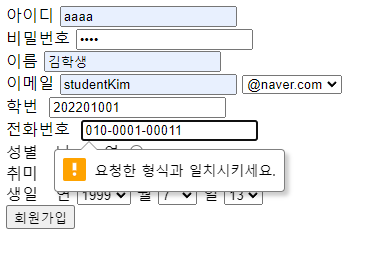 아이디 aaaa
비밀번호 ••••
이름 김학생
이메일 studentKim @naver.com
학번 202201001
전화번호 010-0001-00011
성별
요청한 형식과 일치시키세요.
취미
생일 년 1999 월 7 일 13
회원가입